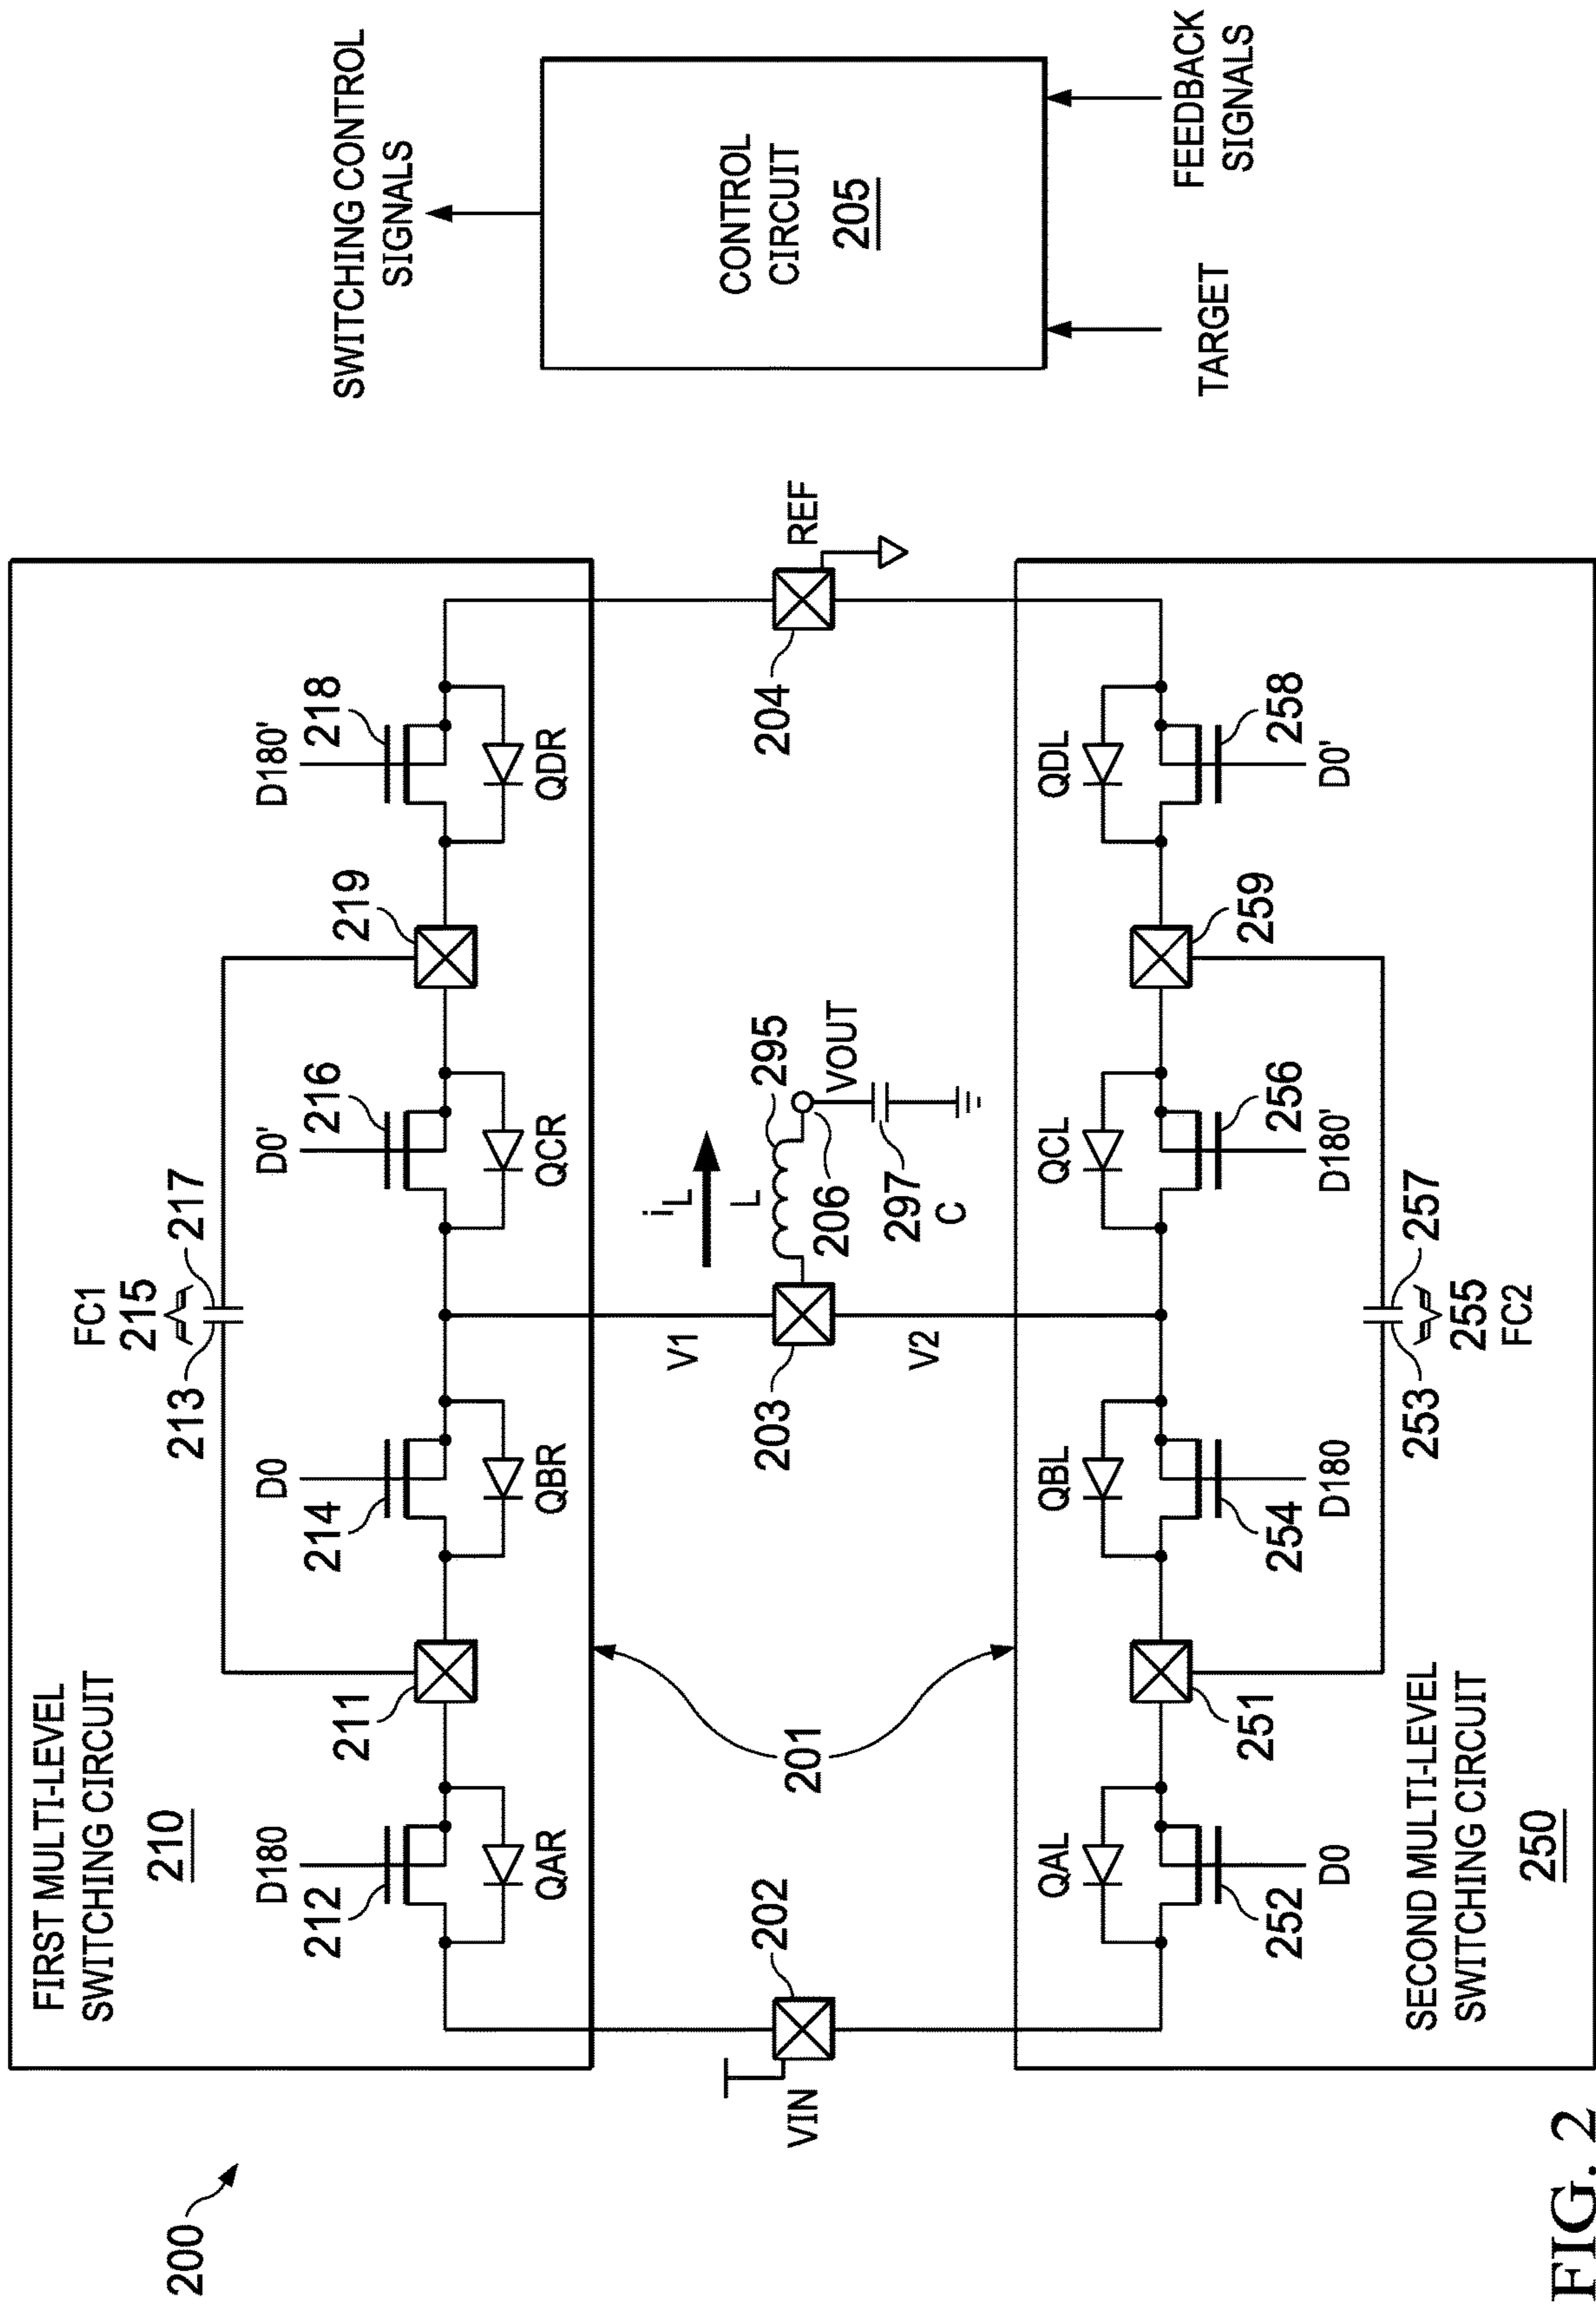 200
FIRST MULTI-LEVEL
SWITCHING CIRCUIT
210
FC1
215
213
217
D180
212
QAR
211
D0
214
QBR
D0'
216
QCR
219
D180'
218
QDR
VIN
202
201
V1
203
V2
iL
L
295
206
VOUT
297
C
204
REF
QAL
252
D0
251
QBL
254
D180
QCL
256
D180'
259
QDL
258
D0'
253
257
255
FC2
SECOND MULTI-LEVEL
SWITCHING CIRCUIT
250
SWITCHING CONTROL
SIGNALS
CONTROL
CIRCUIT
205
TARGET
FEEDBACK
SIGNALS
FIG. 2